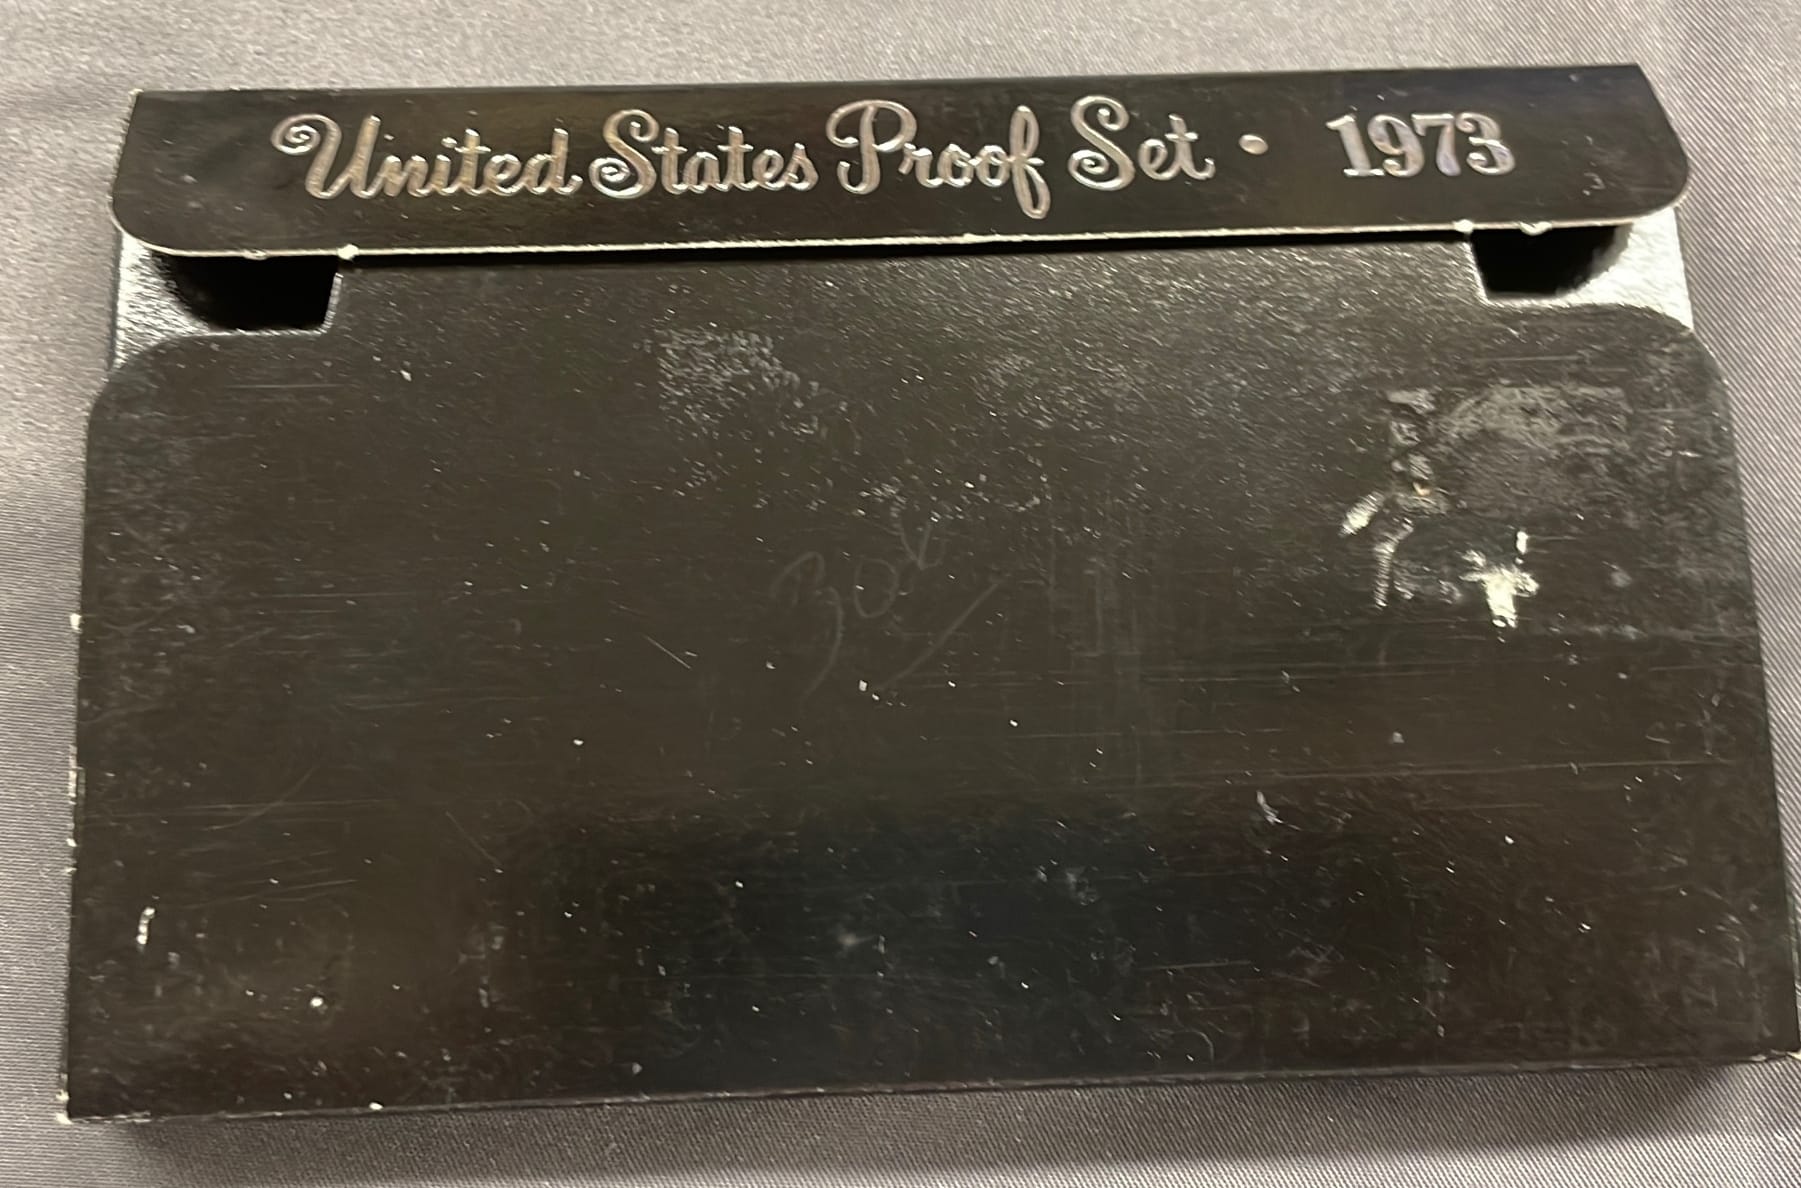 United States Proof Set • 1973